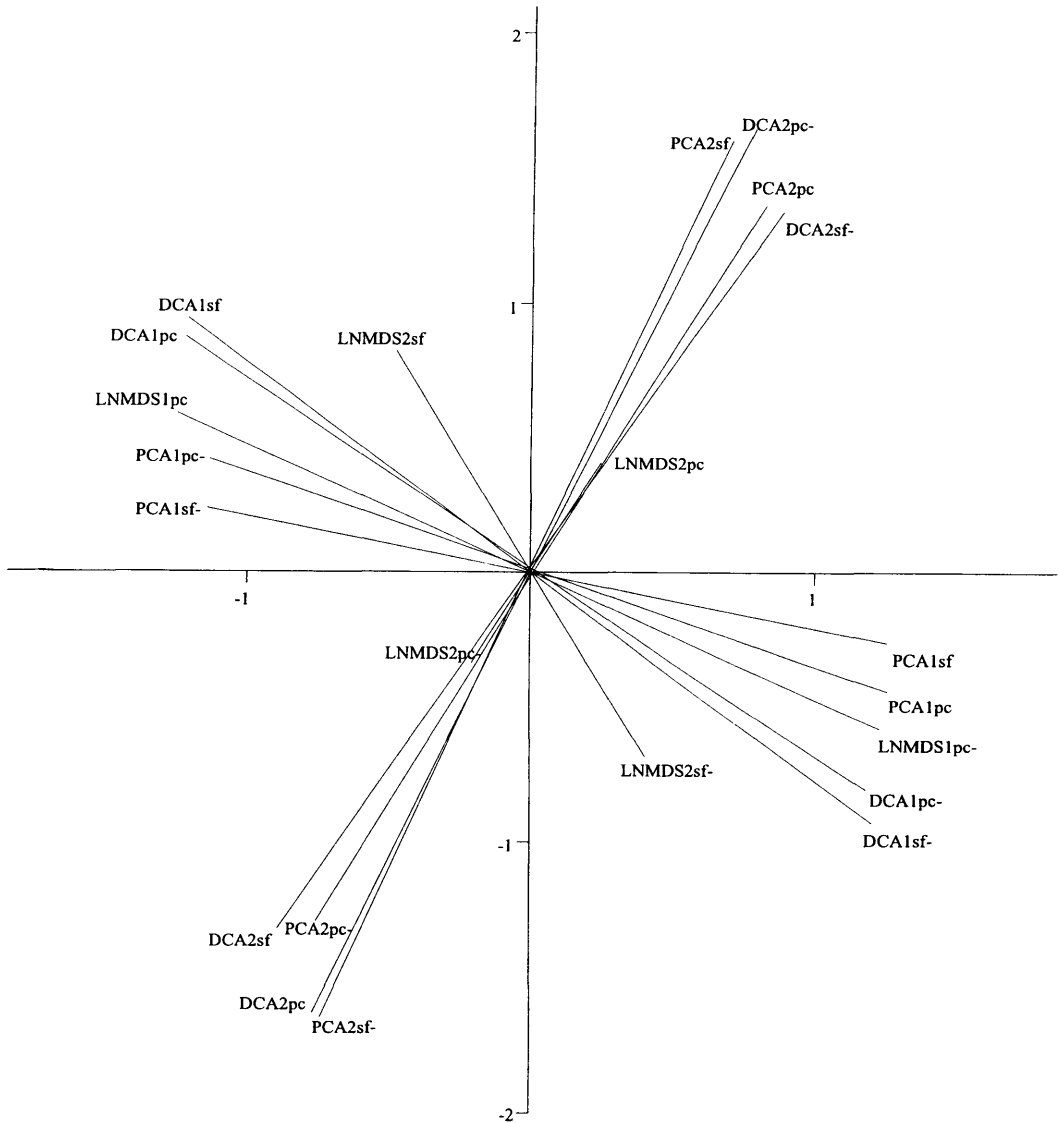 2
DCA2pc-
PCA2sf
PCA2pc
DCA2sf-
DCA1sf
1
DCA1pc
LNMDS2sf
LNMDS1pc
PCA1pc-
LNMDS2pc
PCA1sf-
-1
1
LNMDS2pc-
PCA1sf
PCA1pc
LNMDS1pc-
LNMDS2sf-
DCA1pc-
DCA1sf-
-1
PCA2pc-
DCA2sf
DCA2pc
PCA2sf-
-2